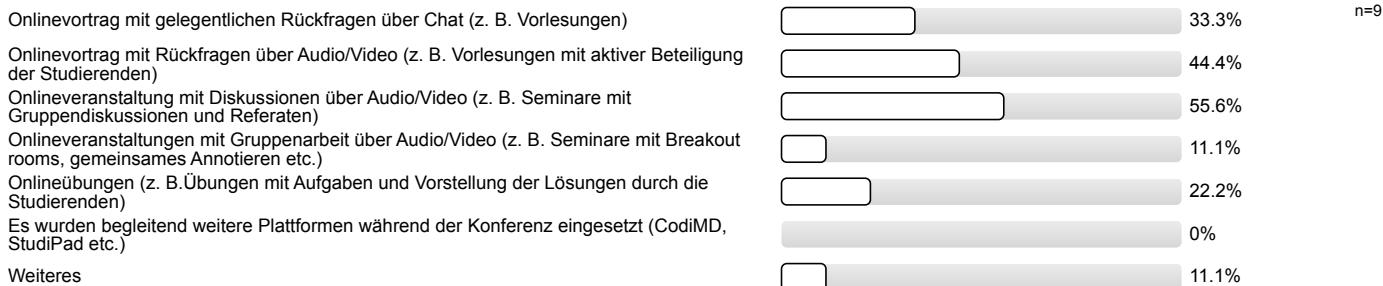 Onlinevortrag mit gelegentlichen Rückfragen über Chat (z. B. Vorlesungen) 33.3% n=9
Onlinevortrag mit Rückfragen über Audio/Video (z. B. Vorlesungen mit aktiver Beteiligung
der Studierenden) 44.4%
Onlineveranstaltung mit Diskussionen über Audio/Video (z. B. Seminare mit
Gruppendiskussionen und Referaten) 55.6%
Onlineveranstaltungen mit Gruppenarbeit über Audio/Video (z. B. Seminare mit Breakout
rooms, gemeinsames Annotieren etc.) 11.1%
Onlineübungen (z. B.Übungen mit Aufgaben und Vorstellung der Lösungen durch die
Studierenden) 22.2%
Es wurden begleitend weitere Plattformen während der Konferenz eingesetzt (CodiMD,
StudiPad etc.) 0%
Weiteres 11.1%